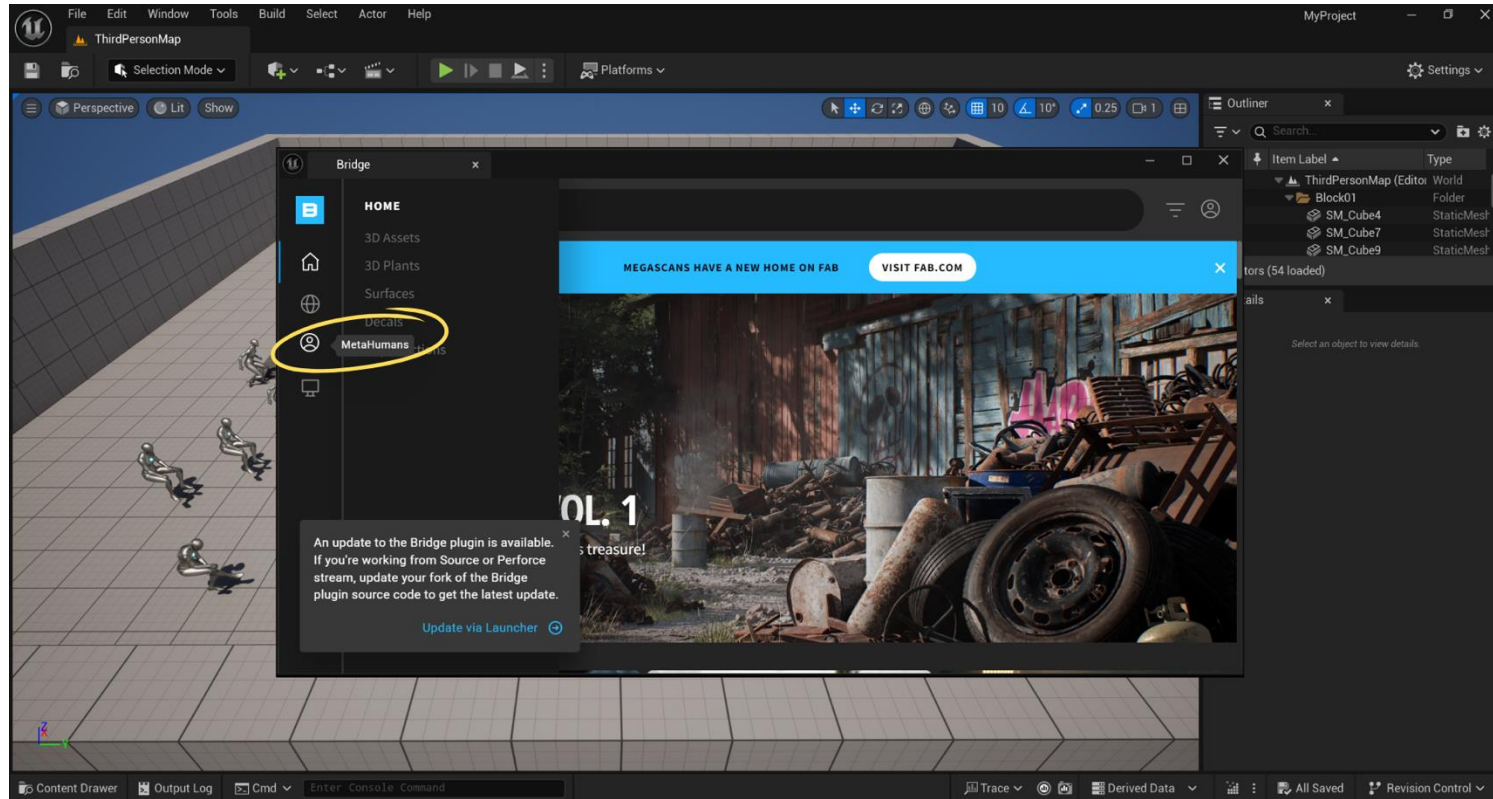 File Edit Window Tools Build Select Actor Help
MyProject
ThirdPersonMap
Selection Mode
Platforms
Settings
Perspective Lit Show
10 10° 0.25 1
Outliner
Search...
Item Label Type
ThirdPersonMap (Editor World
Block01 Folder
SM_Cube4 StaticMesh
SM_Cube7 StaticMesh
SM_Cube9 StaticMesh
tors (54 loaded)
ails
Select an object to view details.
Bridge
HOME
3D Assets
3D Plants
Surfaces
Decals
MetaHumans
tions
MEGASCANS HAVE A NEW HOME ON FAB VISIT FAB.COM
OL. 1
s treasure!
An update to the Bridge plugin is available.
If you're working from Source or Perforce
stream, update your fork of the Bridge
plugin source code to get the latest update.
Update via Launcher
Z
Y
Content Drawer Output Log Cmd Enter Console Command Trace Derived Data All Saved Revision Control